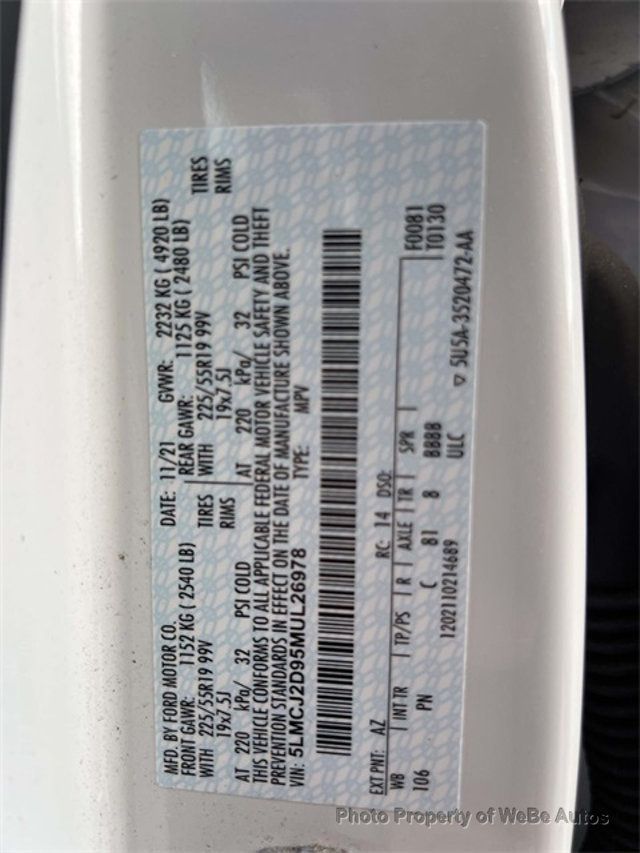 MFD. BY FORD MOTOR CO. DATE: 11/21 GVWR: 2232 KG ( 4920 LB)
FRONT GAWR: 1152 KG ( 2540 LB) REAR GAWR: 1125 KG ( 2480 LB)
WITH 225/55R19 99V TIRES WITH 225/55R19 99V TIRES
19x7.5J RIMS 19x7.5J RIMS
AT 220 kPa/ 32 PSI COLD AT 220 kPa/ 32 PSI COLD
THIS VEHICLE CONFORMS TO ALL APPLICABLE FEDERAL MOTOR VEHICLE SAFETY AND THEFT
PREVENTION STANDARDS IN EFFECT ON THE DATE OF MANUFACTURE SHOWN ABOVE.
VIN: 5LMCJ2D95MUL26978 TYPE: MPV
EXT PNT: AZ RC: 14 DSO: F0081
WB INT TR TP/PS R AXLE TR SPR T0130
106 PN C 81 8 BBBB
1202110214689 ULC ▽ 5U5A-3520472-AA
Photo Property of WeBe Autos